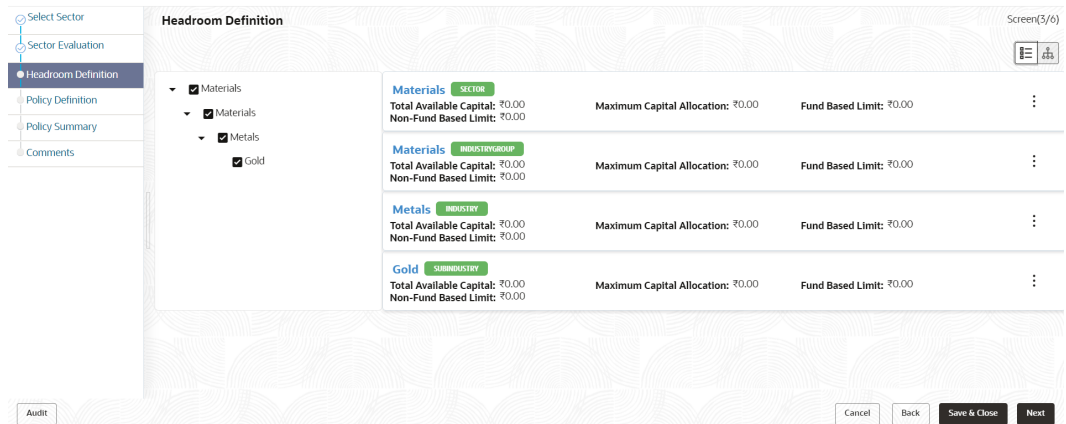 Select Sector
Sector Evaluation
Headroom Definition
Policy Definition
Policy Summary
Comments
Headroom Definition
Screen(3/6)
Materials
Materials
Metals
Gold
Materials SECTOR
Total Available Capital: ₹0.00 Maximum Capital Allocation: ₹0.00 Fund Based Limit: ₹0.00
Non-Fund Based Limit: ₹0.00
Materials INDUSTRYGROUP
Total Available Capital: ₹0.00 Maximum Capital Allocation: ₹0.00 Fund Based Limit: ₹0.00
Non-Fund Based Limit: ₹0.00
Metals INDUSTRY
Total Available Capital: ₹0.00 Maximum Capital Allocation: ₹0.00 Fund Based Limit: ₹0.00
Non-Fund Based Limit: ₹0.00
Gold SUBINDUSTRY
Total Available Capital: ₹0.00 Maximum Capital Allocation: ₹0.00 Fund Based Limit: ₹0.00
Non-Fund Based Limit: ₹0.00
Audit Cancel Back Save & Close Next